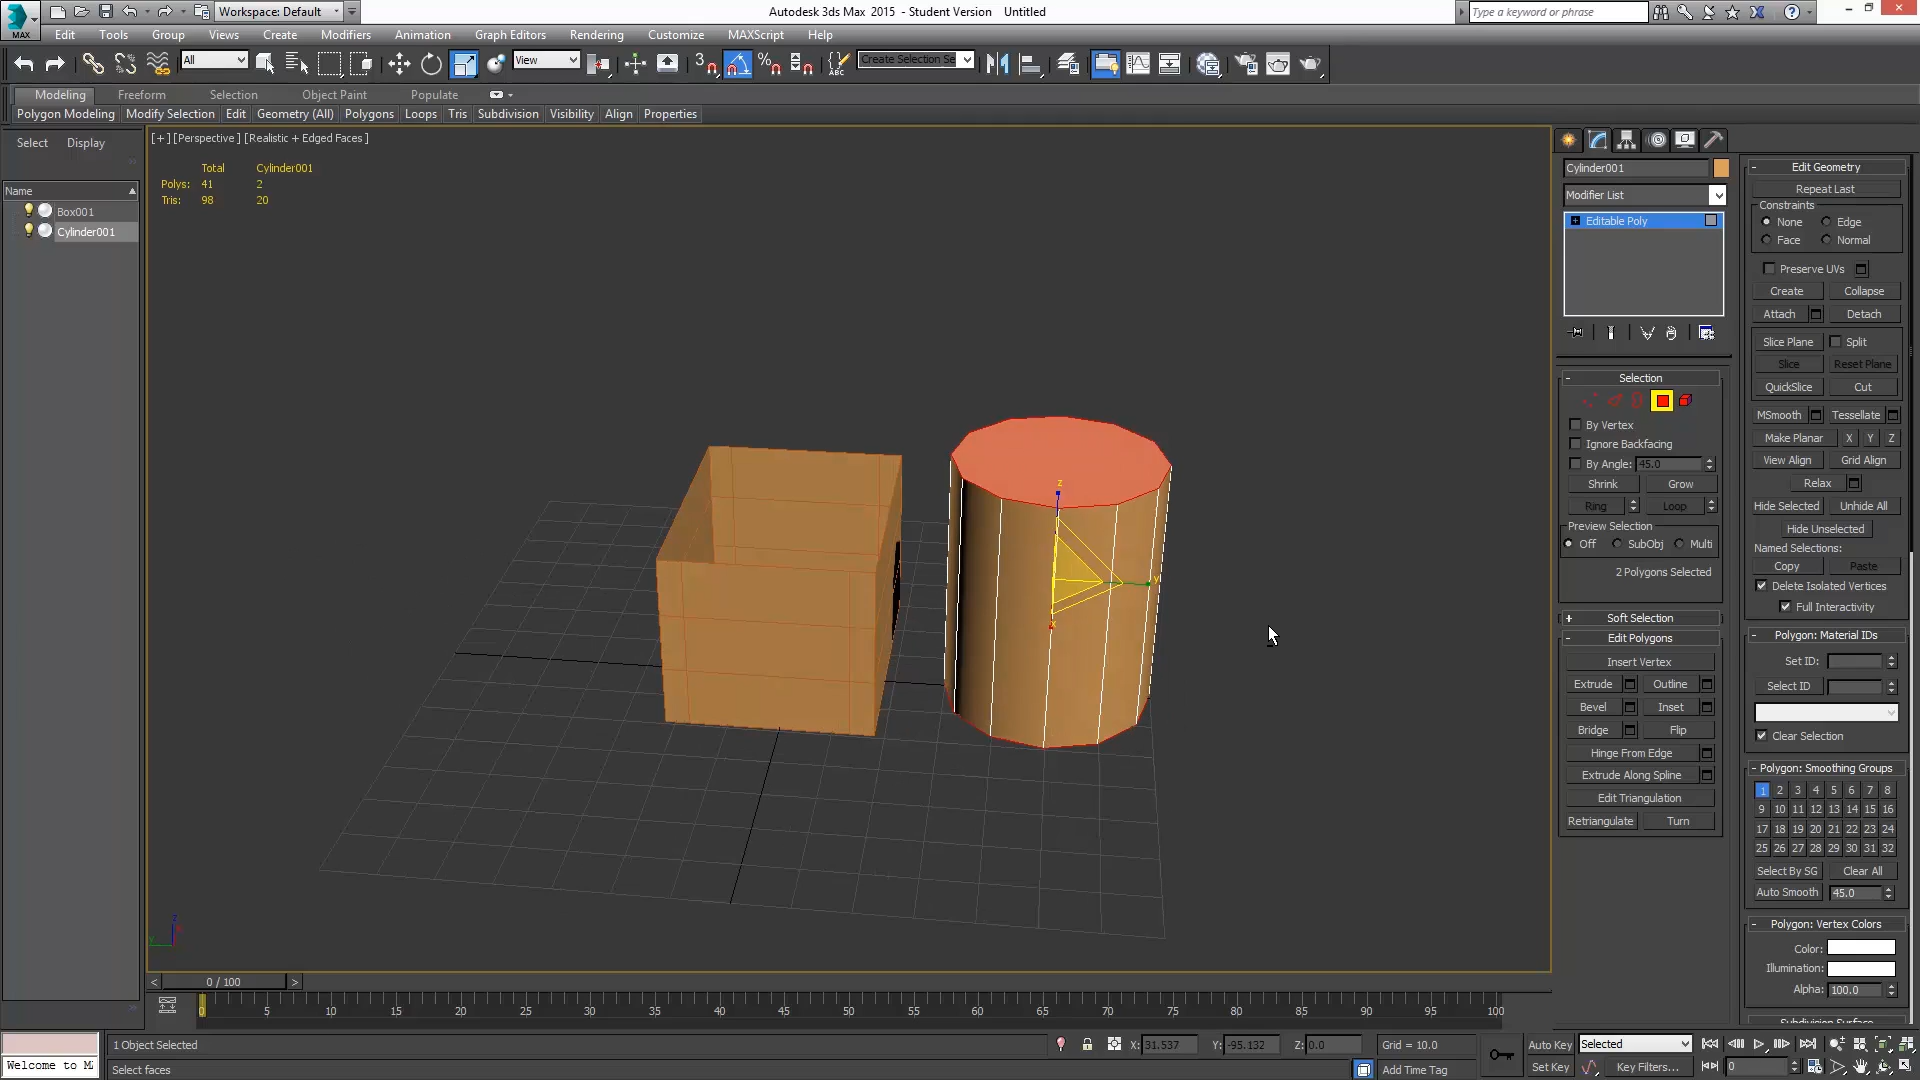 Workspace: Default
Autodesk 3ds Max 2015 - Student Version Untitled
Type a keyword or phrase
MAX
Edit Tools Group Views Create Modifiers Animation Graph Editors Rendering Animation Customize MAXScript Help
All View 3 ABC Create Selection Se
Modeling Freeform Selection Object Paint Populate
Polygon Modeling Modify Selection Edit Geometry (All) Polygons Loops Tris Subdivision Visibility Align Properties
Select Display
Name
Box001
Cylinder001
[+] [Perspective] [Realistic + Edged Faces]
Total Cylinder001
Polys: 41 2
Tris: 98 20
z
y
x
Cylinder001
Modifier List
Editable Poly
Selection
By Vertex
Ignore Backfacing
By Angle: 45.0
Shrink Grow
Ring Loop
Preview Selection
Off SubObj Multi
2 Polygons Selected
Soft Selection
Edit Polygons
Insert Vertex
Extrude Outline
Bevel Inset
Bridge Flip
Hinge From Edge
Extrude Along Spline
Edit Triangulation
Retriangulate Turn
Edit Geometry
Repeat Last
Constraints
None Edge
Face Normal
Preserve UVs
Create Collapse
Attach Detach
Slice Plane Split
Slice Reset Plane
QuickSlice Cut
MSmooth Tessellate
Make Planar X Y Z
View Align Grid Align
Relax
Hide Selected Unhide All
Hide Unselected
Named Selections:
Copy Paste
Delete Isolated Vertices
Full Interactivity
Polygon: Material IDs
Set ID:
Select ID
Clear Selection
Polygon: Smoothing Groups
1 2 3 4 5 6 7 8
9 10 11 12 13 14 15 16
17 18 19 20 21 22 23 24
25 26 27 28 29 30 31 32
Select By SG Clear All
Auto Smooth 45.0
Polygon: Vertex Colors
Color:
Illumination:
Alpha: 100.0
Subdivision Surface
< 0 / 100 >
0 5 10 15 20 25 30 35 40 45 50 55 60 65 70 75 80 85 90 95 100
1 Object Selected X: 31.537 Y: -95.132 Z: 0.0 Grid = 10.0 Auto Key Selected
Welcome to M Select faces Add Time Tag Set Key Key Filters... 0